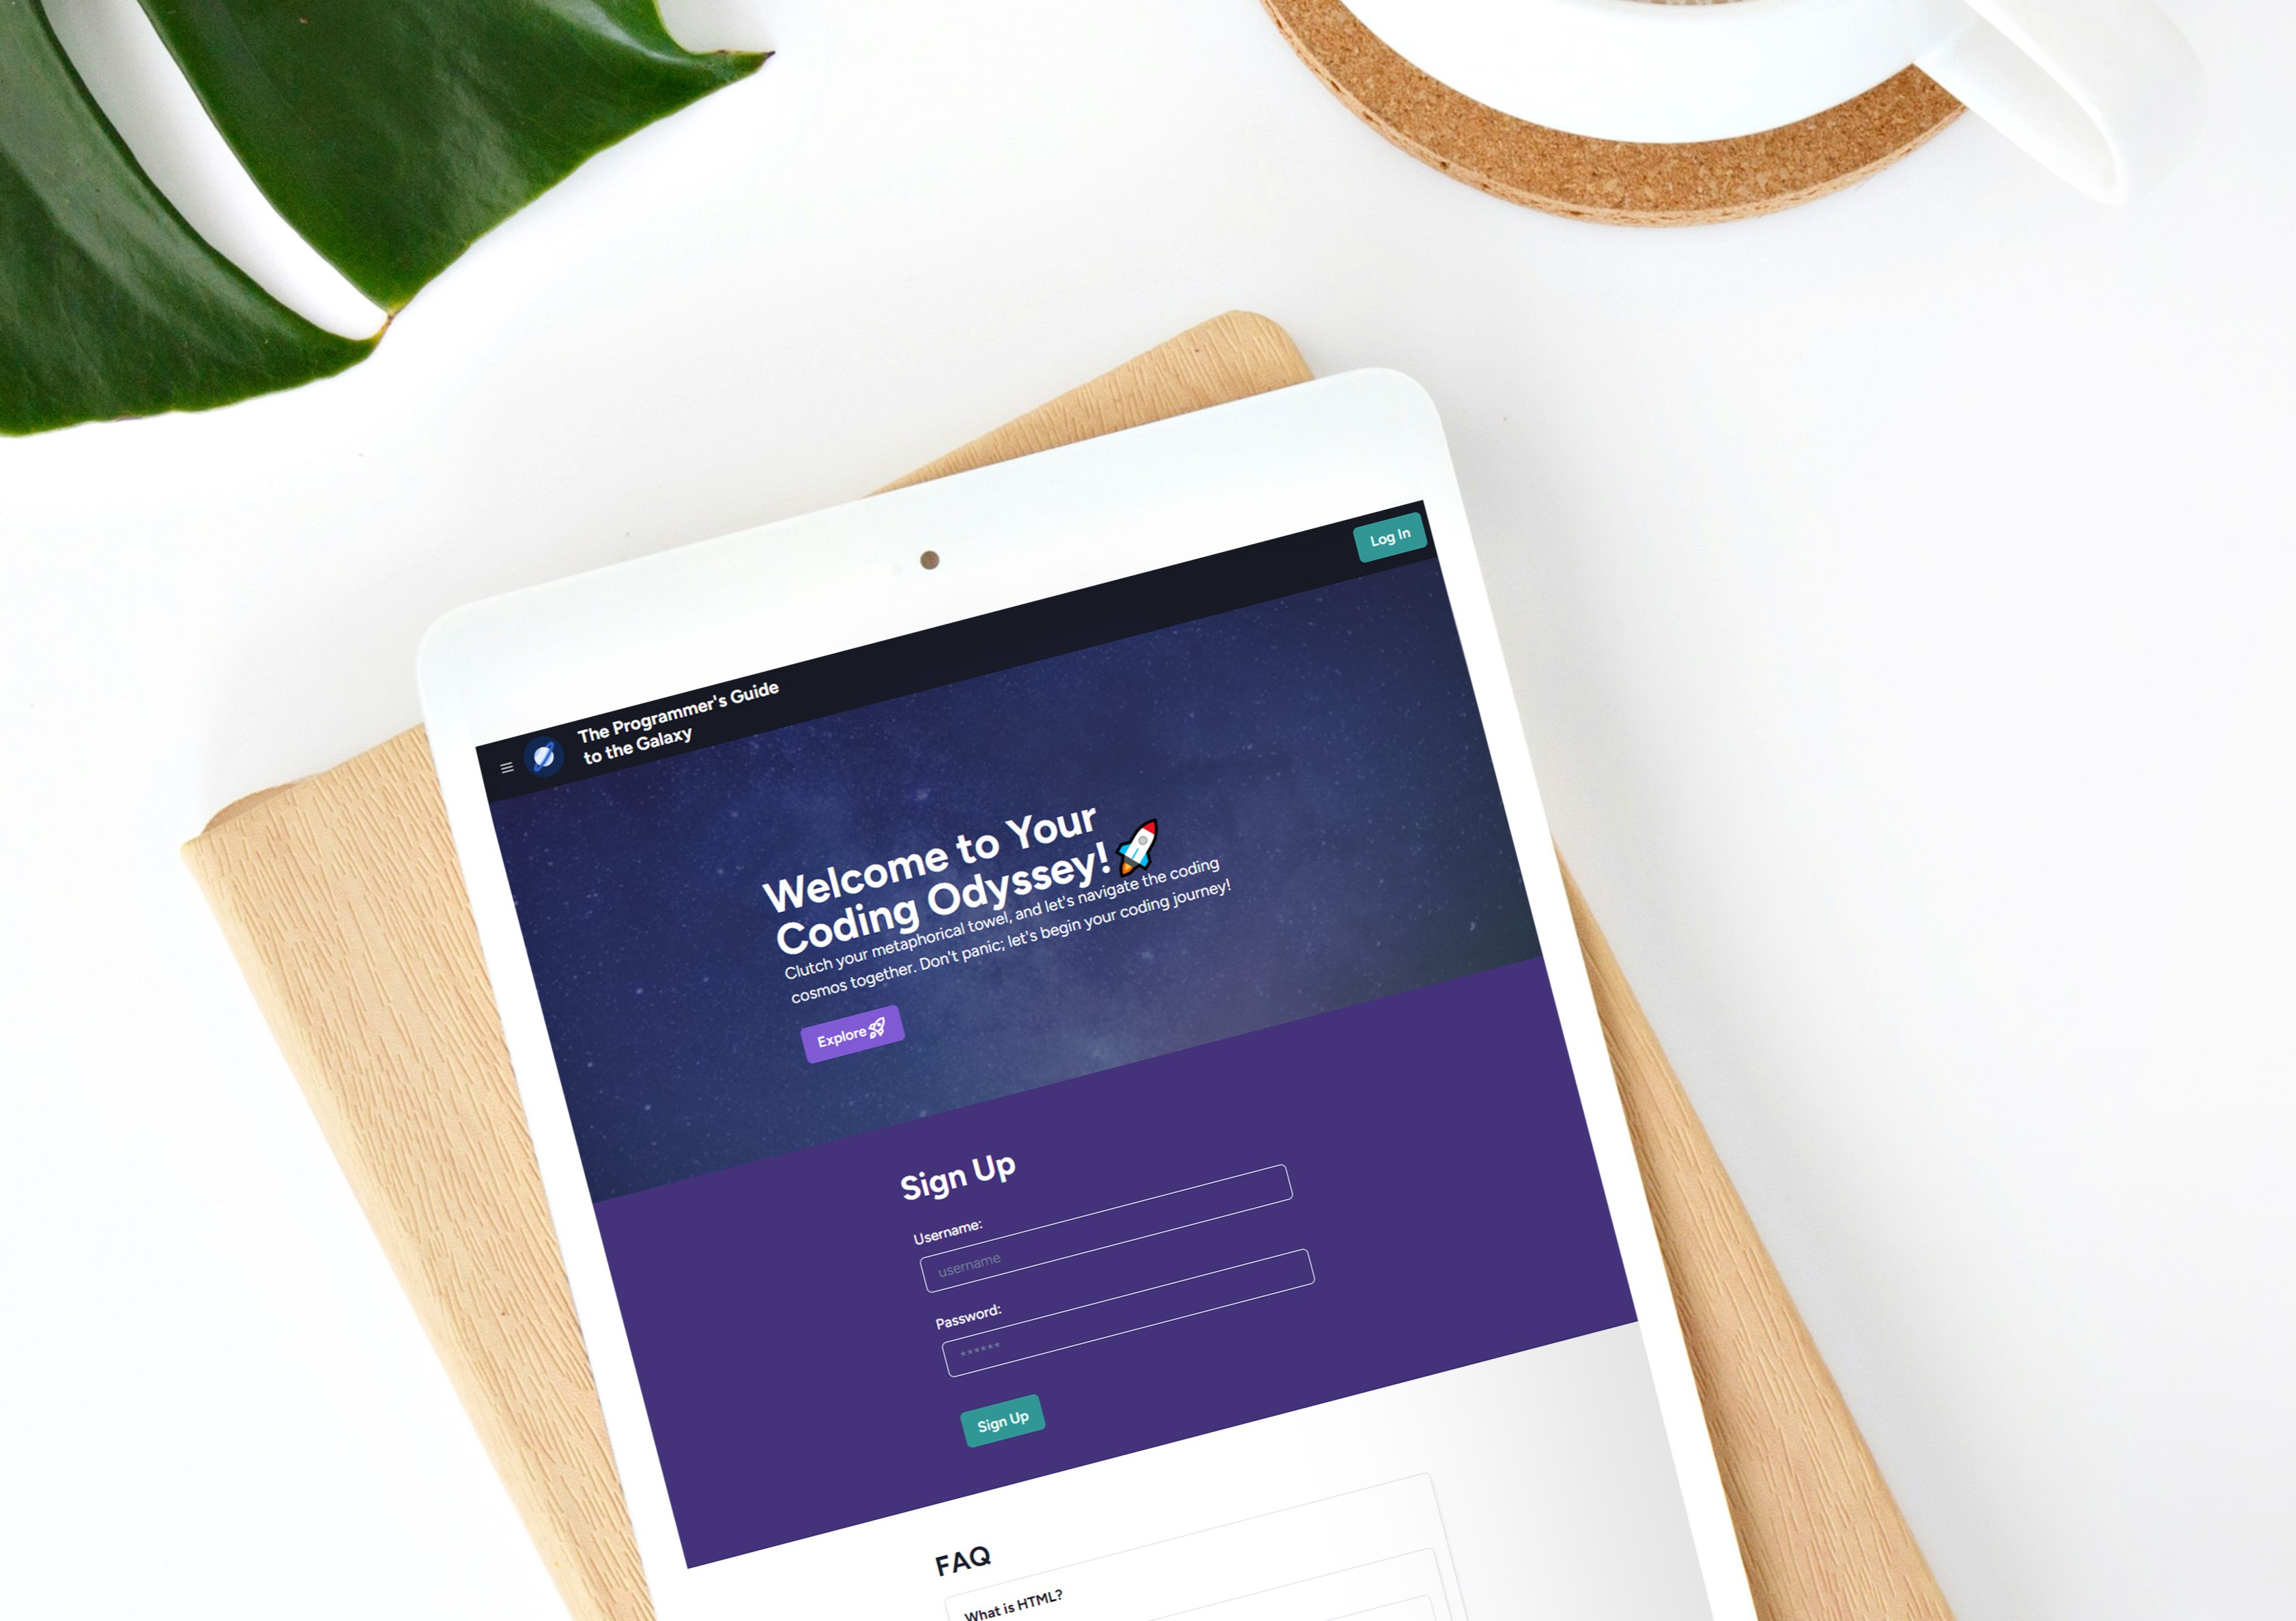 The Programmer's Guide
to the Galaxy
Log In
Welcome to Your
Coding Odyssey!🚀
Clutch your metaphorical towel, and let's navigate the coding
cosmos together. Don't panic; let's begin your coding journey!
Explore
Sign Up
Username:
username
Password:
******
Sign Up
FAQ
What is HTML?